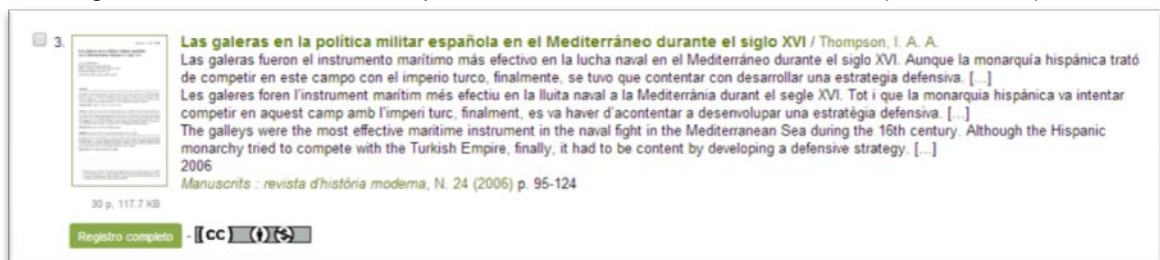 3.
Las galeras en la política militar española en el Mediterráneo durante el siglo XVI / Thompson, I. A. A.
Las galeras fueron el instrumento marítimo más efectivo en la lucha naval en el Mediterráneo durante el siglo XVI. Aunque la monarquía hispánica trató
de competir en este campo con el imperio turco, finalmente, se tuvo que contentar con desarrollar una estrategia defensiva. [...]
Les galeres foren l'instrument marítim més efectiu en la lluita naval a la Mediterrània durant el segle XVI. Tot i que la monarquia hispànica va intentar
competir en aquest camp amb l'imperi turc, finalment, es va haver d'acontentar a desenvolupar una estratègia defensiva. [...]
The galleys were the most effective maritime instrument in the naval fight in the Mediterranean Sea during the 16th century. Although the Hispanic
monarchy tried to compete with the Turkish Empire, finally, it had to be content by developing a defensive strategy. [...]
2006
Manuscrits : revista d'història moderna, N. 24 (2006) p. 95-124
30 p, 117.7 KB
Registro completo - [cc]